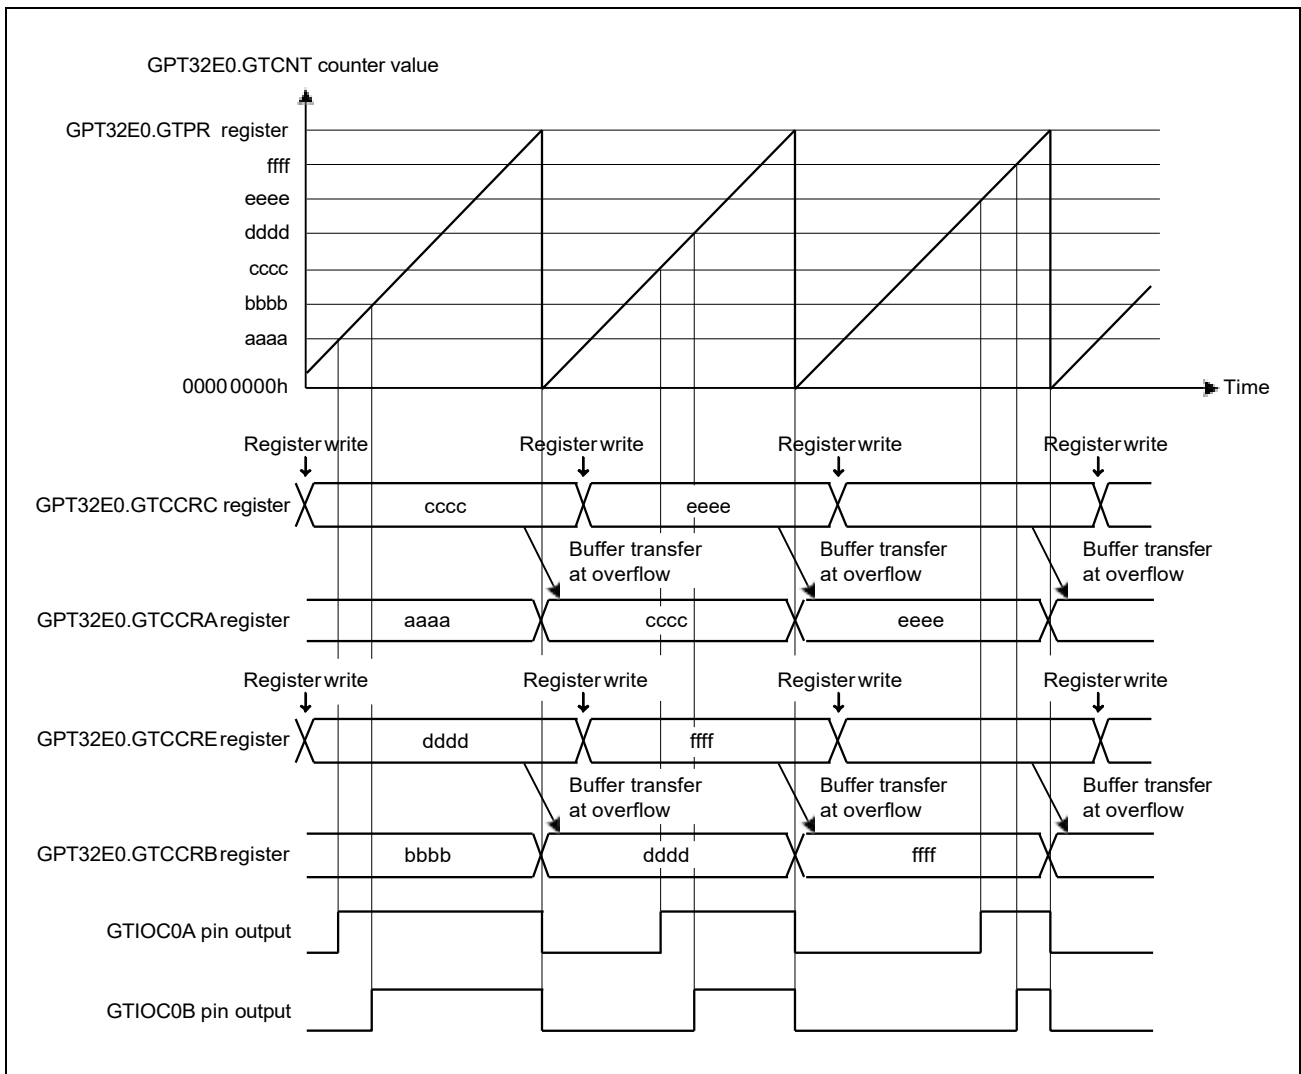 GPT32E0.GTCNT counter value
GPT32E0.GTPR register
ffff
eeee
dddd
cccc
bbbb
aaaa
00000000h
Time
Register write Register write Register write Register write
GPT32E0.GTCCRC register cccc eeee
Buffer transfer Buffer transfer Buffer transfer
at overflow at overflow at overflow
GPT32E0.GTCCRA register aaaa cccc eeee
Register write Register write Register write Register write
GPT32E0.GTCCRE register dddd ffff
Buffer transfer Buffer transfer Buffer transfer
at overflow at overflow at overflow
GPT32E0.GTCCRB register bbbb dddd ffff
GTIOC0A pin output
GTIOC0B pin output